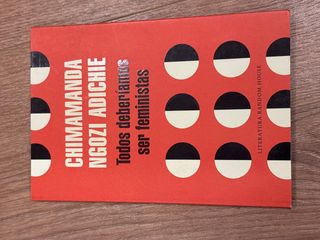 CHIMAMANDA
NGOZI ADICHIE
Todos deberíamos
ser feministas
LITERATURA RANDOM HOUSE